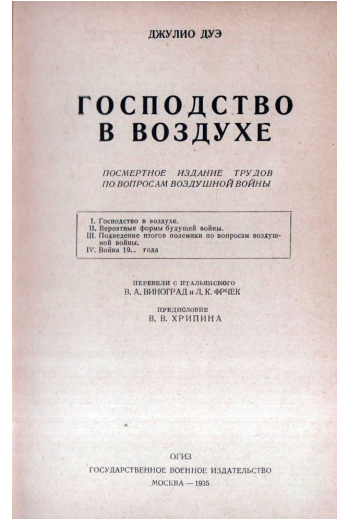 ДЖУЛИО ДУЭ
ГОСПОДСТВО
В ВОЗДУХЕ
ПОСМЕРТНОЕ ИЗДАНИЕ ТРУДОВ
ПО ВОПРОСАМ ВОЗДУШНОЙ ВОЙНЫ
I. Господство в воздухе.
II. Вероятные формы будущей войны.
III. Подведение итогов полемики по вопросам воздуш-
ной войны.
IV. Война 19.. года
ПЕРЕВЕЛИ С ИТАЛЬЯНСКОГО
В. А. ВИНОГРАД и Л. К. ФРЧЕК
ПРЕДИСЛОВИЕ
В. В. ХРИПИНА
ОГИЗ
ГОСУДАРСТВЕННОЕ ВОЕННОЕ ИЗДАТЕЛЬСТВО
МОСКВА — 1935